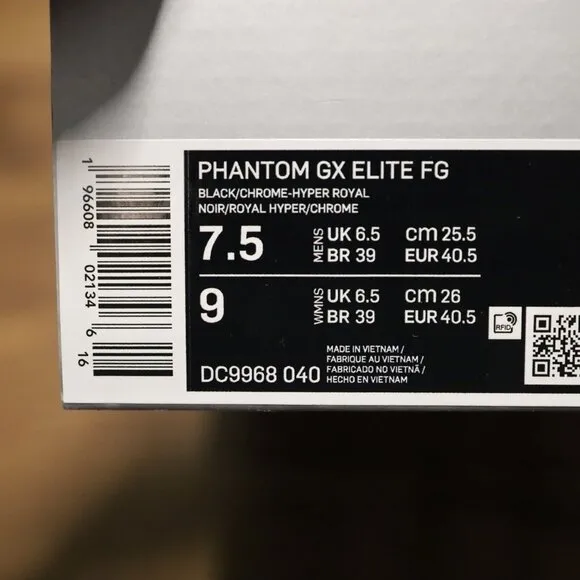 PHANTOM GX ELITE FG
BLACK/CHROME-HYPER ROYAL
NOIR/ROYAL HYPER/CHROME
7.5 MENS UK 6.5 cm 25.5
BR 39 EUR 40.5
9 WMNS UK 6.5 cm 26
BR 39 EUR 40.5
RFID
DC9968 040
MADE IN VIETNAM /
FABRIQUE AU VIETNAM /
FABRICADO NO VIETNÃ /
HECHO EN VIETNAM
1 96608 02134 6 16